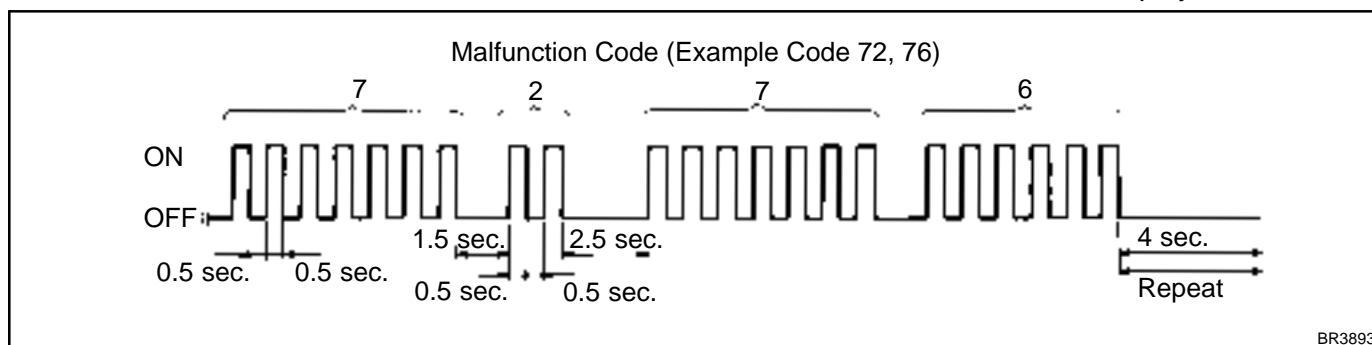 Malfunction Code (Example Code 72, 76)
7 2 7 6
ON
OFF
1.5 sec. 2.5 sec. 4 sec.
0.5 sec. 0.5 sec. 0.5 sec. 0.5 sec. Repeat
BR3893